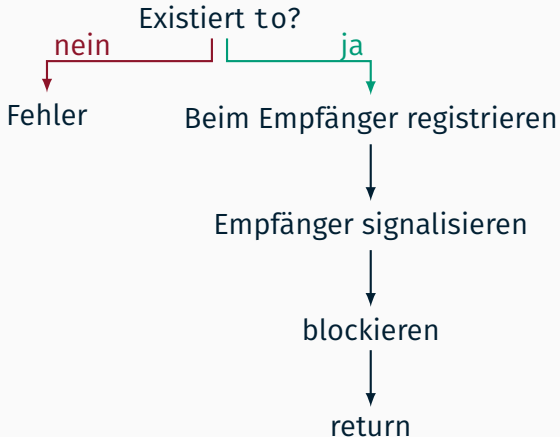 Existiert to?
nein
ja
Fehler
Beim Empfänger registrieren
Empfänger signalisieren
blockieren
return